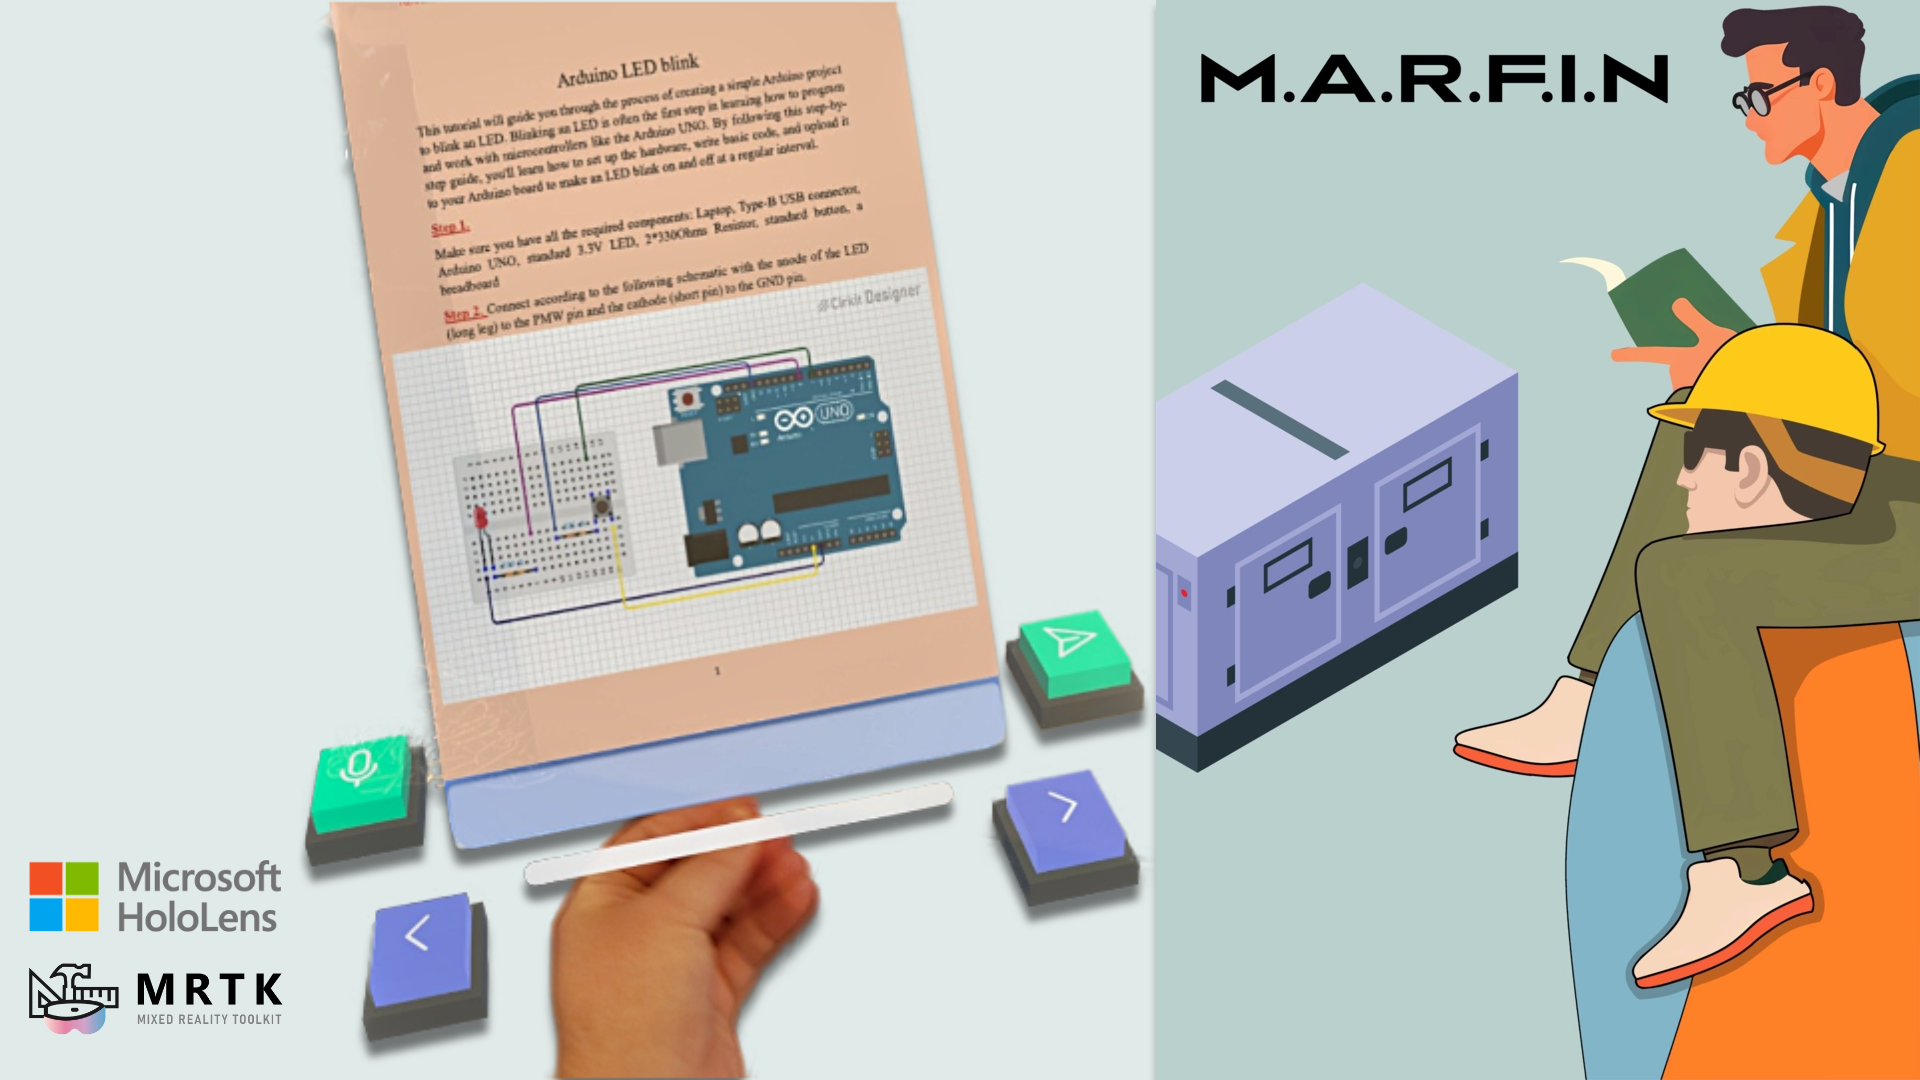 Arduino LED blink
This tutorial will guide you through the process of creating a simple Arduino project
to blink an LED. Blinking an LED is often the first step in learning how to program
and work with microcontrollers like the Arduino UNO. By following this step-by-
step guide, you'll learn how to set up the hardware, write basic code, and upload it
to your Arduino board to make an LED blink on and off at a regular interval.
Step 1.
Make sure you have all the required components: Laptop, Type-B USB connector,
Arduino UNO, standard 3.3V LED, 2*330Ohms Resistor, standard button, a
breadboard
Step 2. Connect according to the following schematic with the anode of the LED
(long leg) to the PMW pin and the cathode (short pin) to the GND pin.
Cirkit Designer
UNO
Arduino
1
Microsoft
HoloLens
MRTK
MIXED REALITY TOOLKIT
M.A.R.F.I.N